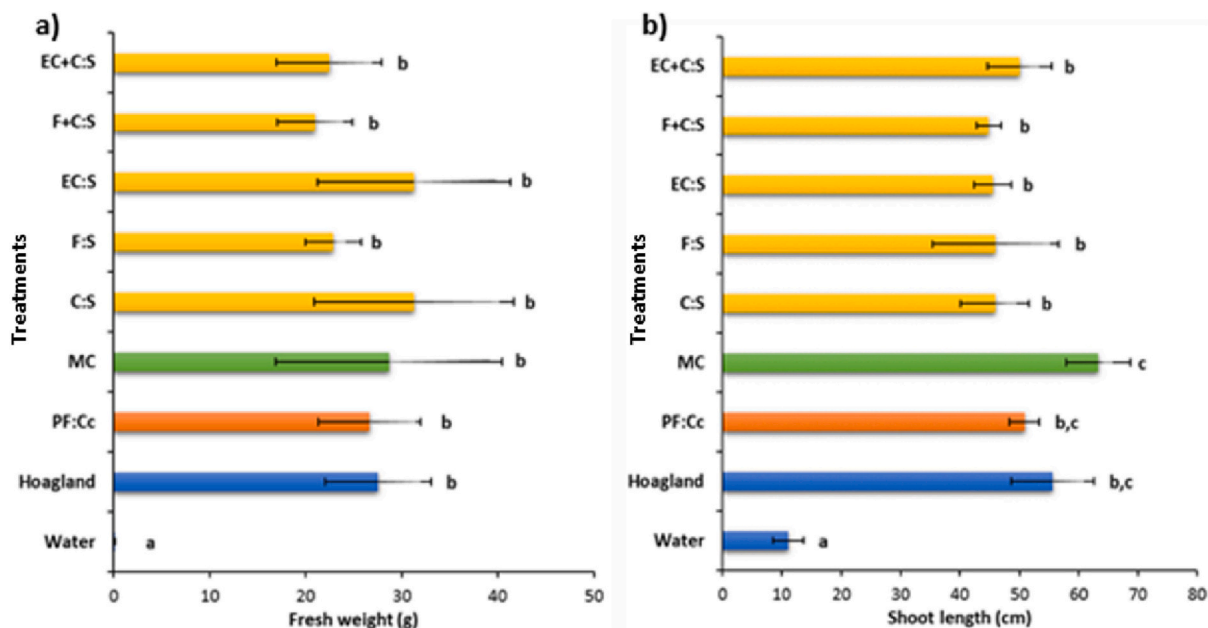 a)
Treatments
EC+C:S
b
F+C:S
b
EC:S
b
F:S
b
C:S
b
MC
b
PF:Cc
b
Hoagland
b
Water
a
0 10 20 30 40 50
Fresh weight (g)
b)
Treatments
EC+C:S
b
F+C:S
b
EC:S
b
F:S
b
C:S
b
MC
c
PF:Cc
b,c
Hoagland
b,c
Water
a
0 10 20 30 40 50 60 70 80
Shoot length (cm)